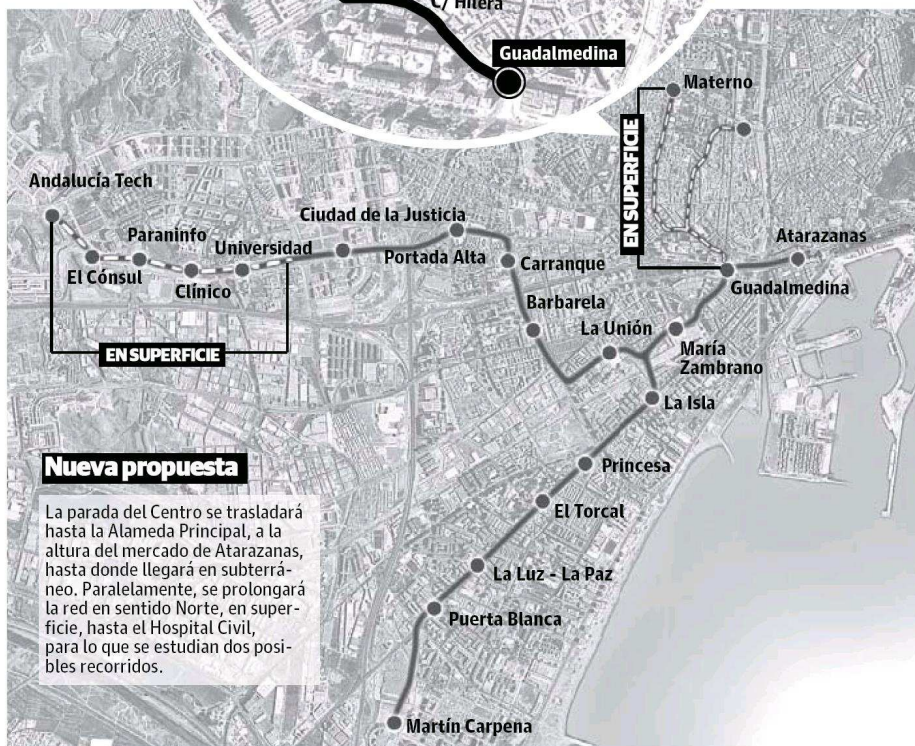 C/ Hilera
Guadalmedina
Materno
EN SUPERFICIE
Andalucía Tech
Ciudad de la Justicia
Paraninfo
Universidad
Atarazanas
El Cónsul
Clínico
Portada Alta
Carranque
Guadalmedina
Barbarela
La Unión
María
Zambrano
EN SUPERFICIE
La Isla
Nueva propuesta
La parada del Centro se trasladará
hasta la Alameda Principal, a la
altura del mercado de Atarazanas,
hasta donde llegará en subterrá-
neo. Paralelamente, se prolongará
la red en sentido Norte, en super-
ficie, hasta el Hospital Civil,
para lo que se estudian dos posi-
bles recorridos.
Princesa
El Torcal
La Luz - La Paz
Puerta Blanca
Martín Carpena